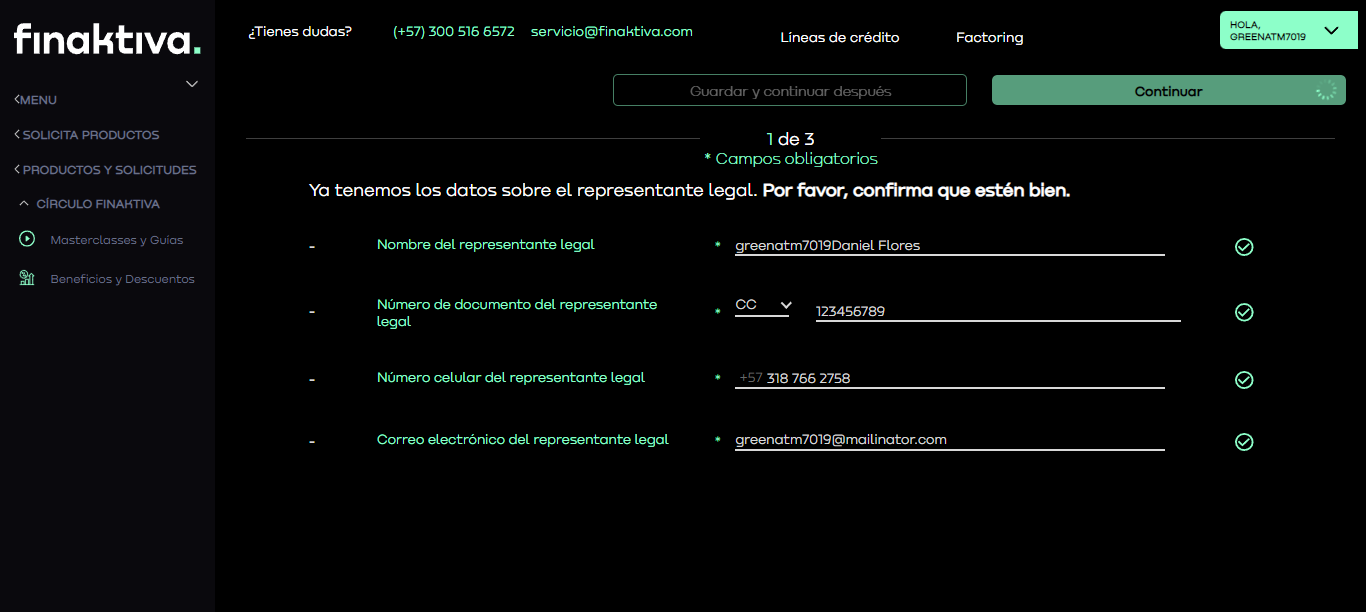 finaktiva.
¿Tienes dudas?
(+57) 300 516 6572
servicio@finaktiva.com
Líneas de crédito
Factoring
HOLA,
GREENATM7019
MENU
SOLICITA PRODUCTOS
PRODUCTOS Y SOLICITUDES
CÍRCULO FINAKTIVA
Masterclasses y Guías
Beneficios y Descuentos
Guardar y continuar después
Continuar
1 de 3
* Campos obligatorios
Ya tenemos los datos sobre el representante legal. Por favor, confirma que estén bien.
- Nombre del representante legal * greenatm7019Daniel Flores
- Número de documento del representante
legal * CC 123456789
- Número celular del representante legal * +57 318 766 2758
- Correo electrónico del representante legal * greenatm7019@mailinator.com